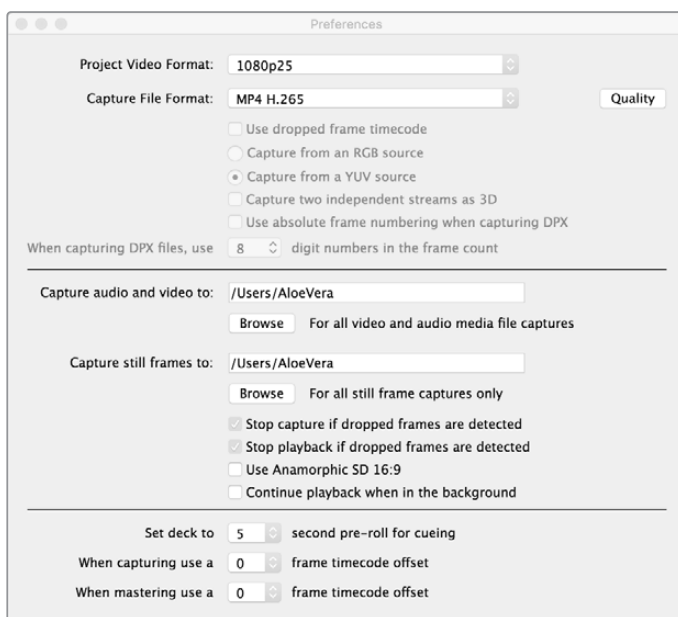 Preferences
Project Video Format: 1080p25
Capture File Format: MP4 H.265 Quality
Use dropped frame timecode
Capture from an RGB source
Capture from a YUV source
Capture two independent streams as 3D
Use absolute frame numbering when capturing DPX
When capturing DPX files, use 8 digit numbers in the frame count
Capture audio and video to: /Users/AloeVera
Browse For all video and audio media file captures
Capture still frames to: /Users/AloeVera
Browse For all still frame captures only
Stop capture if dropped frames are detected
Stop playback if dropped frames are detected
Use Anamorphic SD 16:9
Continue playback when in the background
Set deck to 5 second pre-roll for cueing
When capturing use a 0 frame timecode offset
When mastering use a 0 frame timecode offset